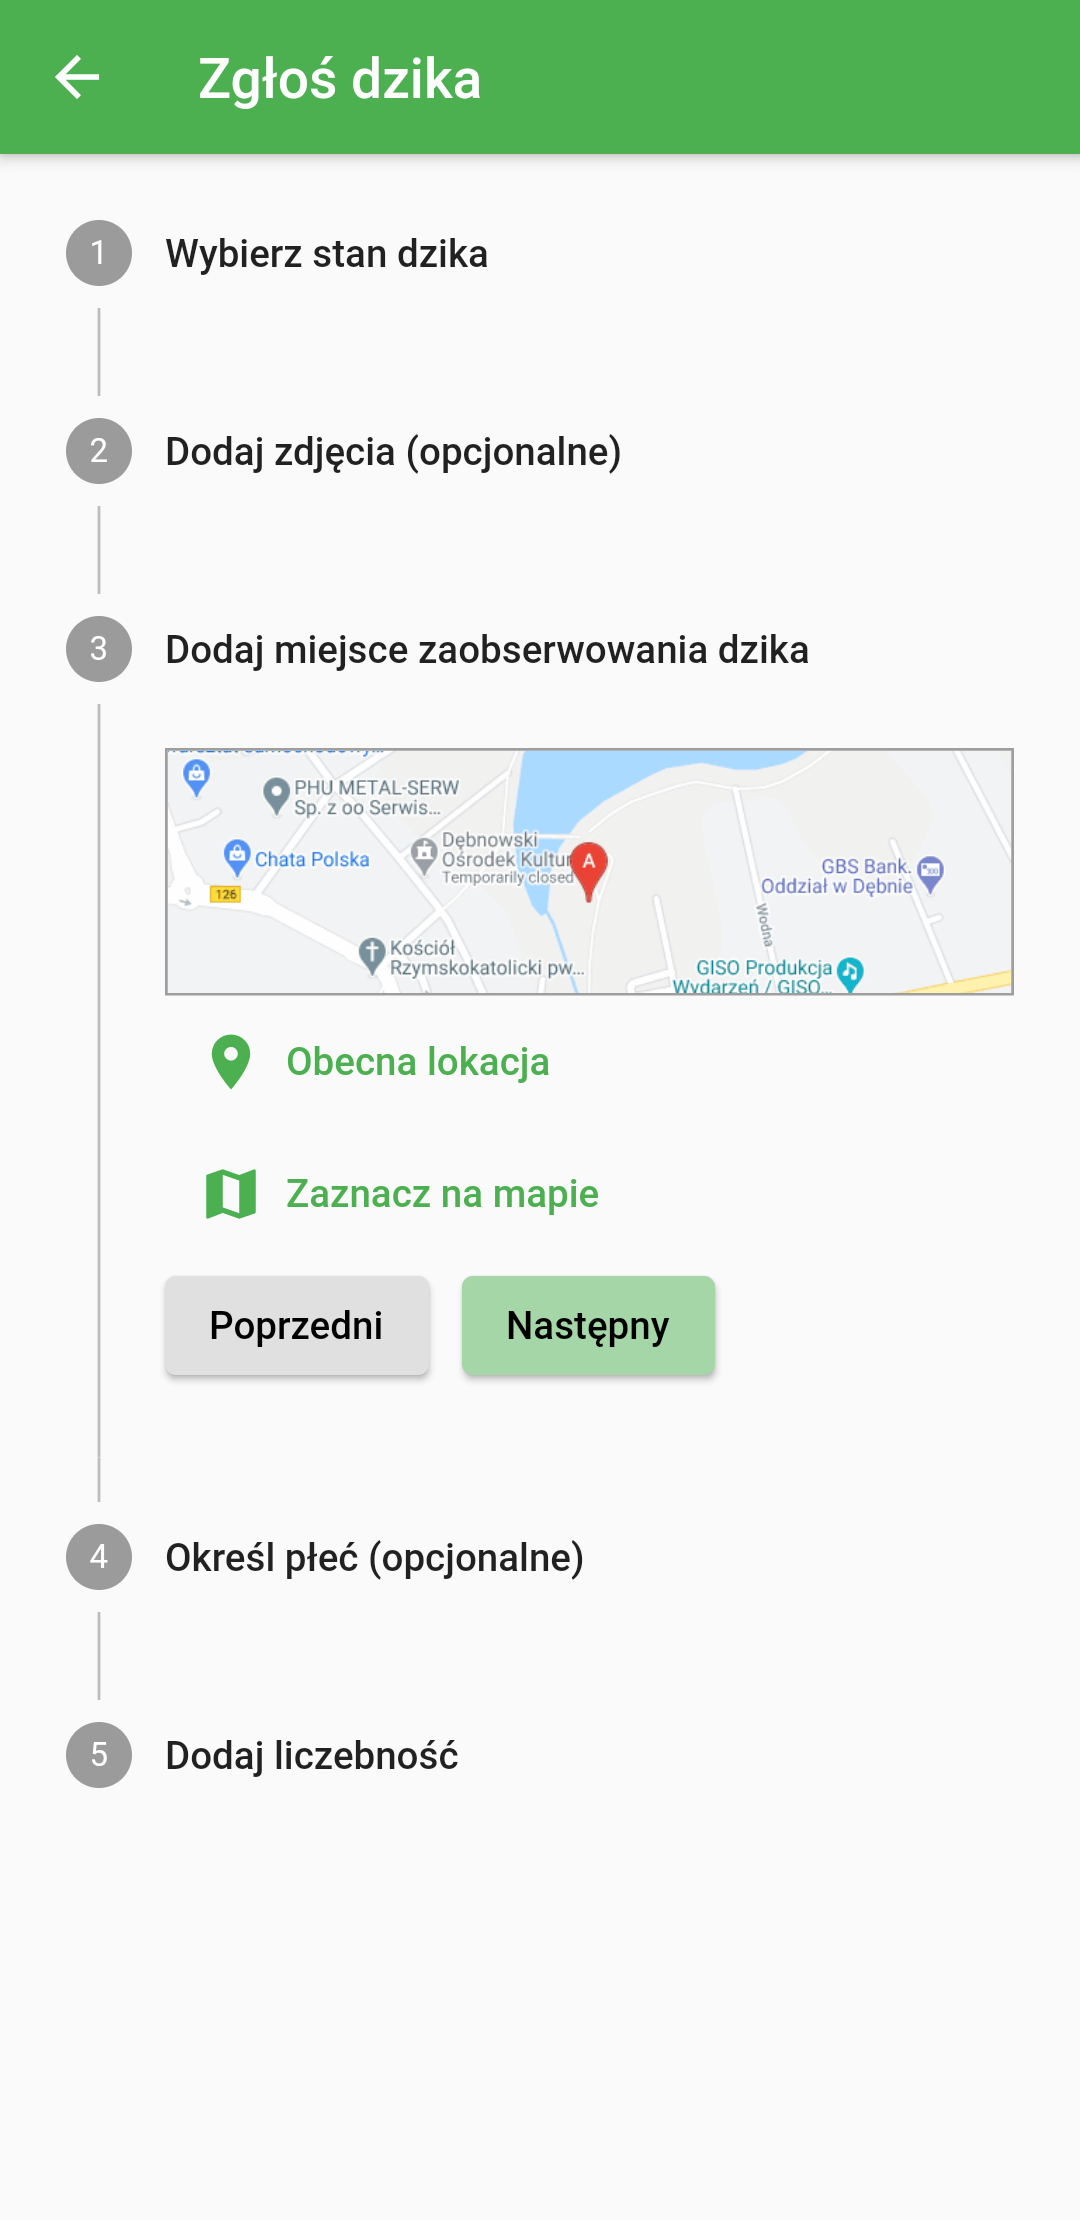 Zgłoś dzika
1 Wybierz stan dzika
2 Dodaj zdjęcia (opcjonalne)
3 Dodaj miejsce zaobserwowania dzika
PHU METAL-SERW
Sp. z oo Serwis...
Dębnowski
Ośrodek Kultur
Temporarily closed
A
Chata Polska
GBS Bank.
Oddział w Dębnie
126
Wodna
Kościół
Rzymskokatolicki pw...
GISO Produkcja
Wydarzeń / GISO...
Obecna lokacja
Zaznacz na mapie
Poprzedni
Następny
4 Określ płeć (opcjonalne)
5 Dodaj liczebność